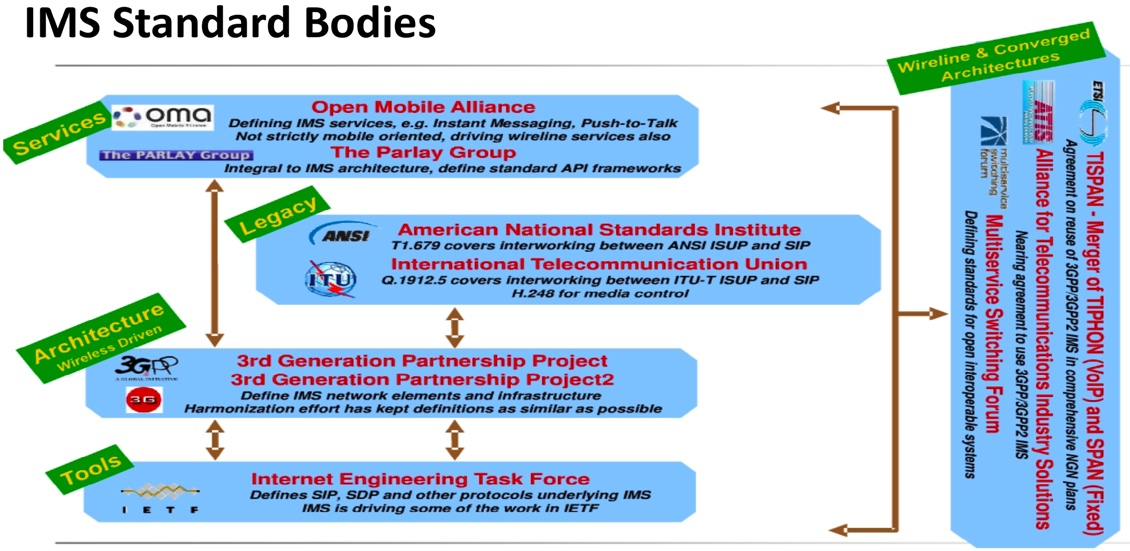 IMS Standard Bodies
Services
oma
Open Mobile Alliance
Open Mobile Alliance
Defining IMS services, e.g. Instant Messaging, Push-to-Talk
Not strictly mobile oriented, driving wireline services also
The PARLAY Group
The Parlay Group
Integral to IMS architecture, define standard API frameworks
Legacy
ANSI
American National Standards Institute
T1.679 covers interworking between ANSI ISUP and SIP
ITU
International Telecommunication Union
Q.1912.5 covers interworking between ITU-T ISUP and SIP
H.248 for media control
Architecture
Wireless Driven
3GPP
A GLOBAL INITIATIVE
3G
3rd Generation Partnership Project
3rd Generation Partnership Project2
Define IMS network elements and infrastructure
Harmonization effort has kept definitions as similar as possible
Tools
IETF
Internet Engineering Task Force
Defines SIP, SDP and other protocols underlying IMS
IMS is driving some of the work in IETF
Wireline & Converged
Architectures
ETSI
TISPAN - Merger of TIPHON (VoIP) and SPAN (Fixed)
Agreement on reuse of 3GPP/3GPP2 IMS in comprehensive NGN plans
ATIS
Alliance for Telecommunications Industry Solutions
Nearing agreement to use 3GPP/3GPP2 IMS
multiservice
switching
forum
Multiservice Switching Forum
Defining standards for open interoperable systems